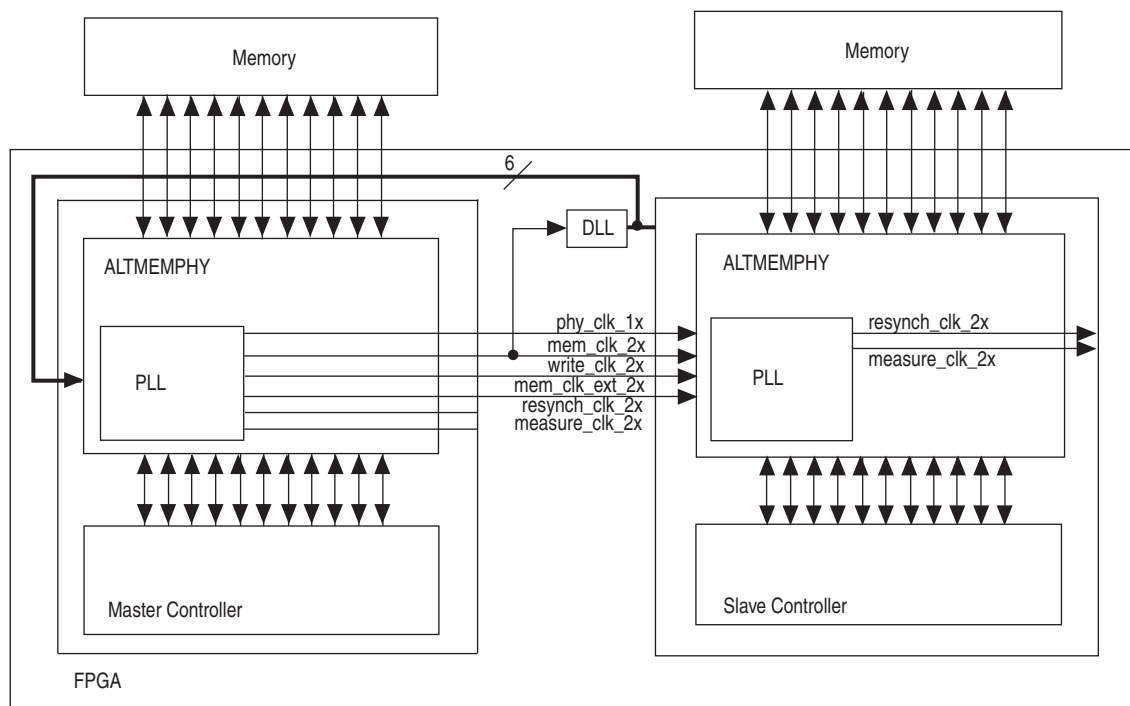 Memory
Memory
6
DLL
ALTMEMPHY
ALTMEMPHY
phy_clk_1x
mem_clk_2x
write_clk_2x
mem_clk_ext_2x
resynch_clk_2x
measure_clk_2x
resynch_clk_2x
measure_clk_2x
PLL
PLL
Master Controller
Slave Controller
FPGA